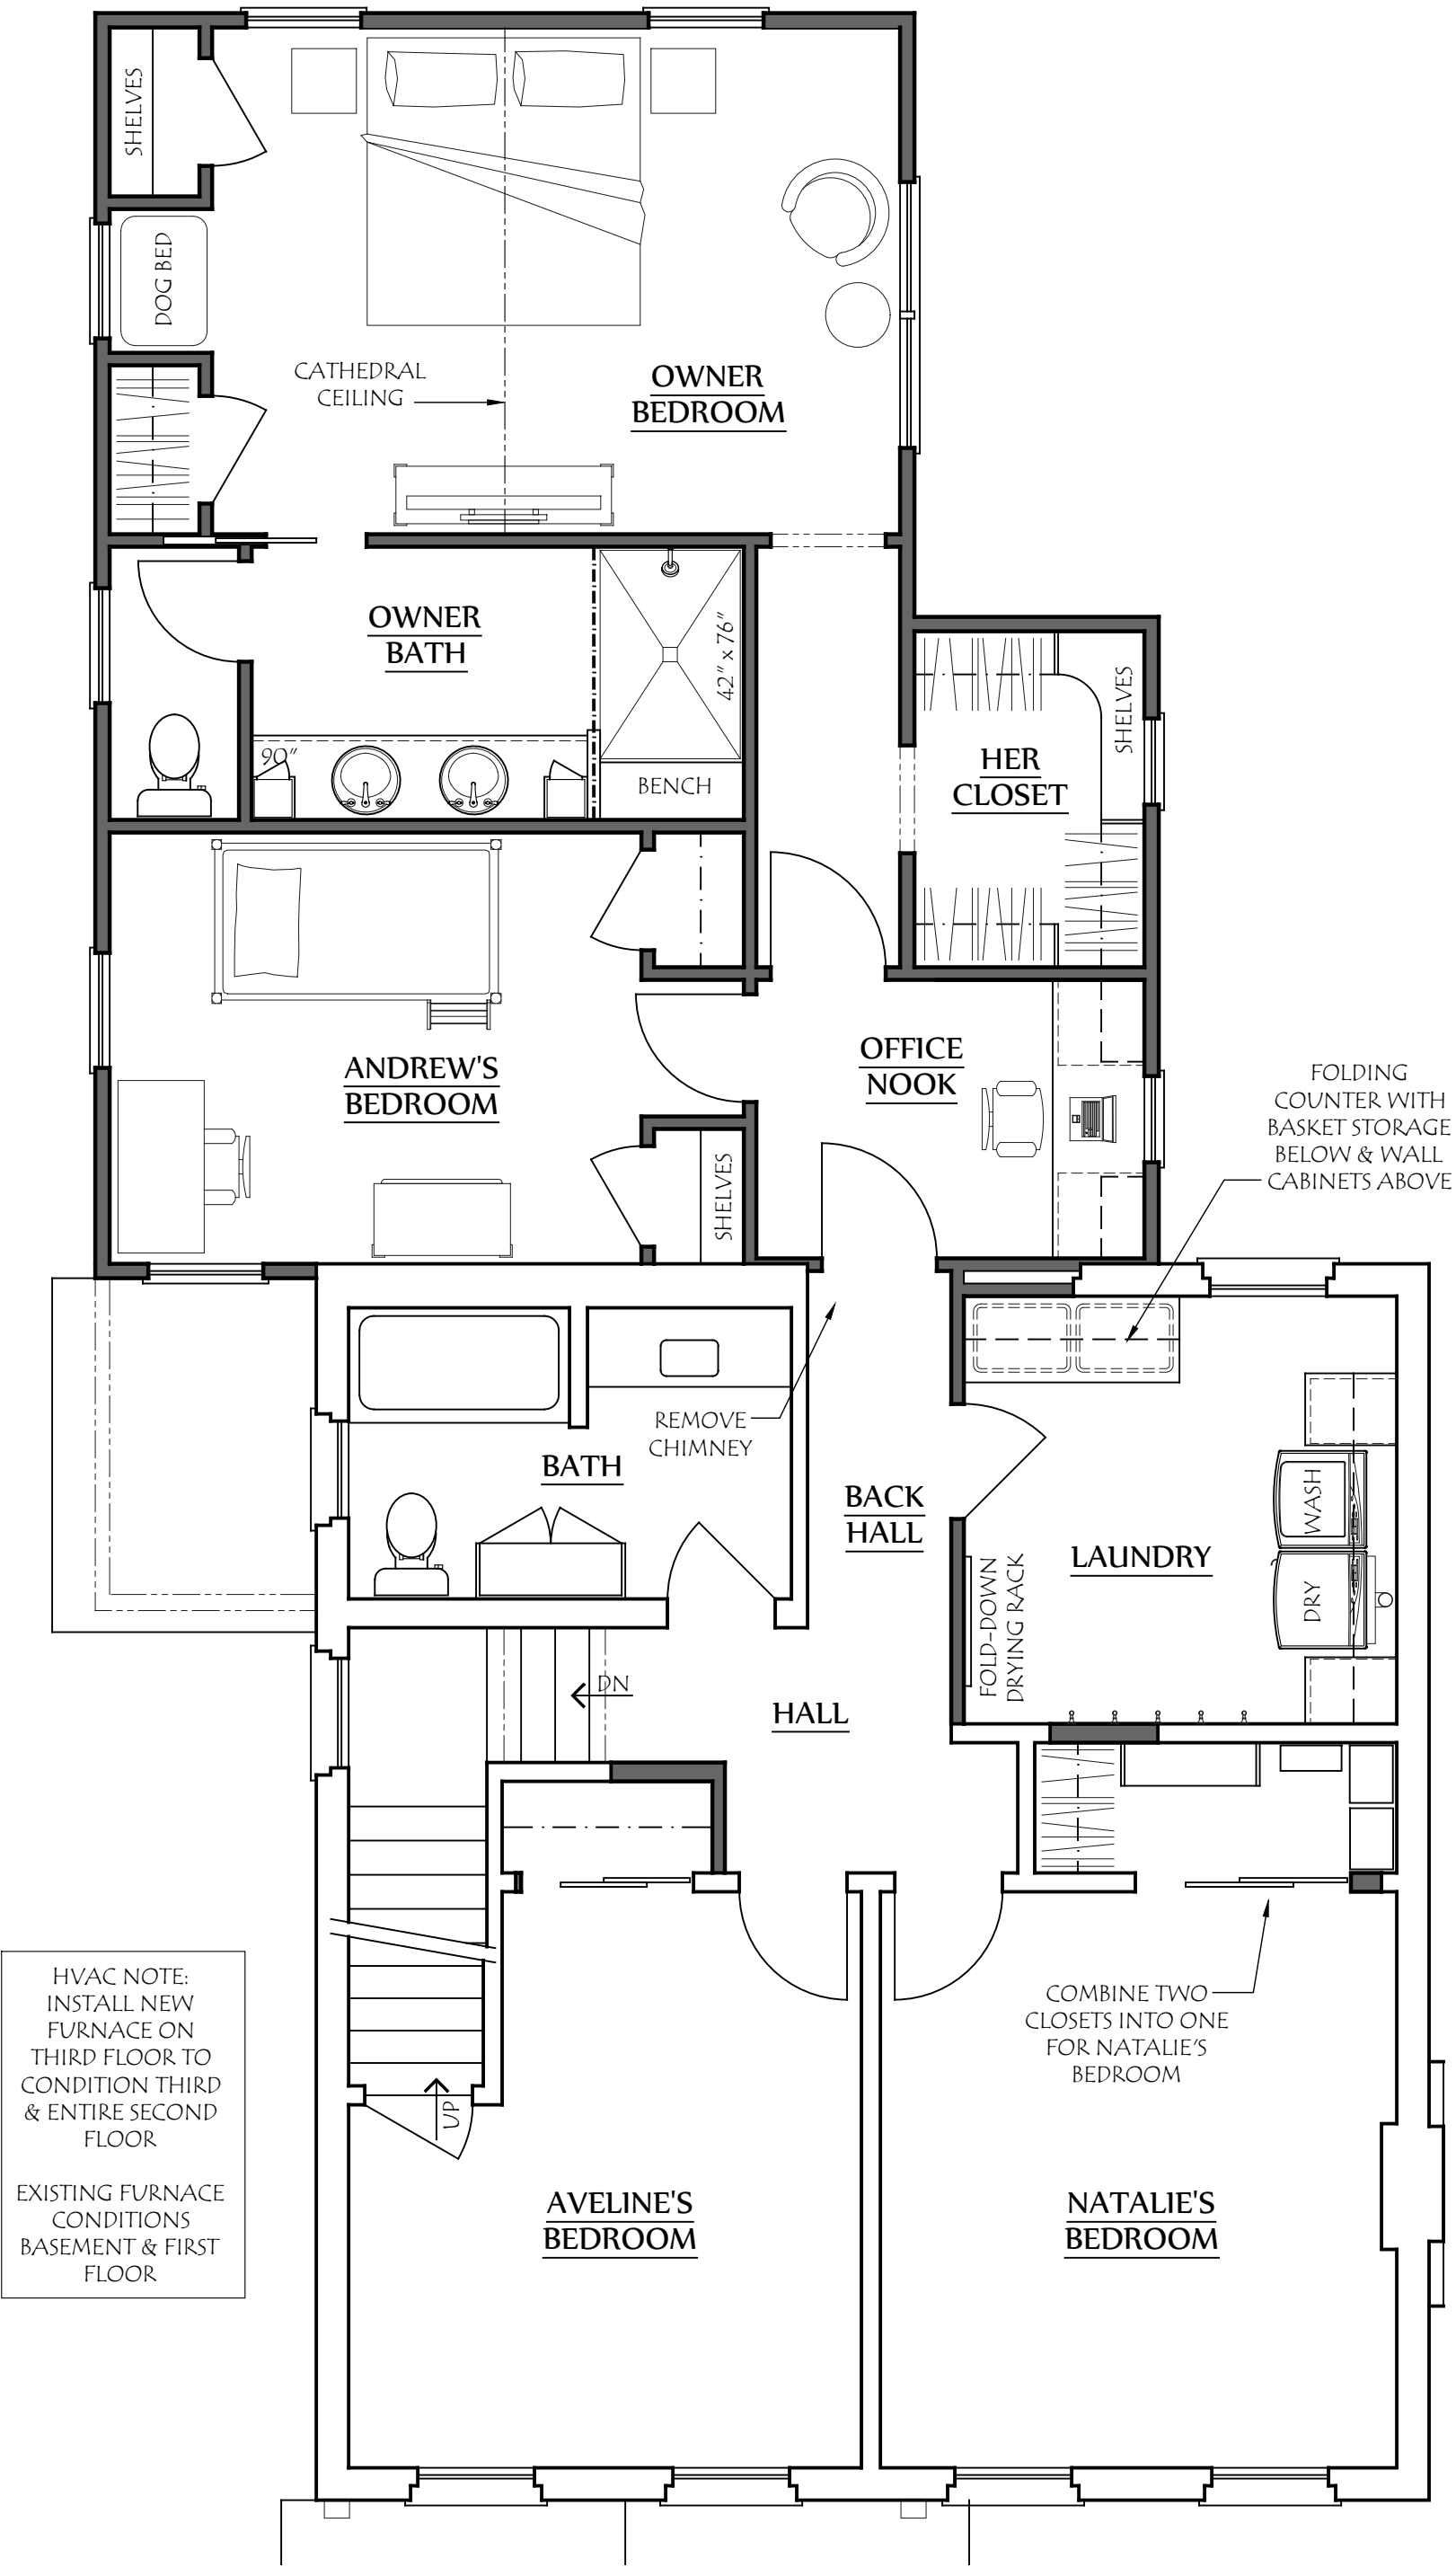 SHELVES
DOG BED
CATHEDRAL
CEILING
OWNER
BEDROOM
OWNER
BATH
42" x 76"
90"
BENCH
HER
CLOSET
SHELVES
ANDREW'S
BEDROOM
OFFICE
NOOK
SHELVES
FOLDING
COUNTER WITH
BASKET STORAGE
BELOW & WALL
CABINETS ABOVE
REMOVE
CHIMNEY
BATH
BACK
HALL
LAUNDRY
WASH
DRY
FOLD-DOWN
DRYING RACK
DN
HALL
HVAC NOTE:
INSTALL NEW
FURNACE ON
THIRD FLOOR TO
CONDITION THIRD
& ENTIRE SECOND
FLOOR
EXISTING FURNACE
CONDITIONS
BASEMENT & FIRST
FLOOR
UP
COMBINE TWO
CLOSETS INTO ONE
FOR NATALIE'S
BEDROOM
AVELINE'S
BEDROOM
NATALIE'S
BEDROOM